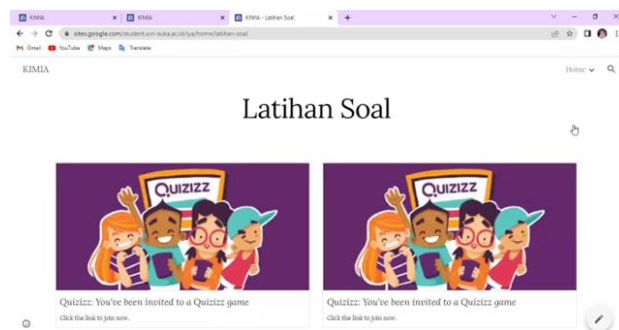 KIMIA
KIMIA
KIMIA - Latihan Soal
sites.google.com/student.uin-suka.ac.id/iya/home/latihan-soal
Gmail
YouTube
Maps
Translate
KIMIA
Home
Latihan Soal
QUIZIZZ
QUIZIZZ
Quizizz: You've been invited to a Quizizz game
Quizizz: You've been invited to a Quizizz game
Click the link to join now.
Click the link to join now.